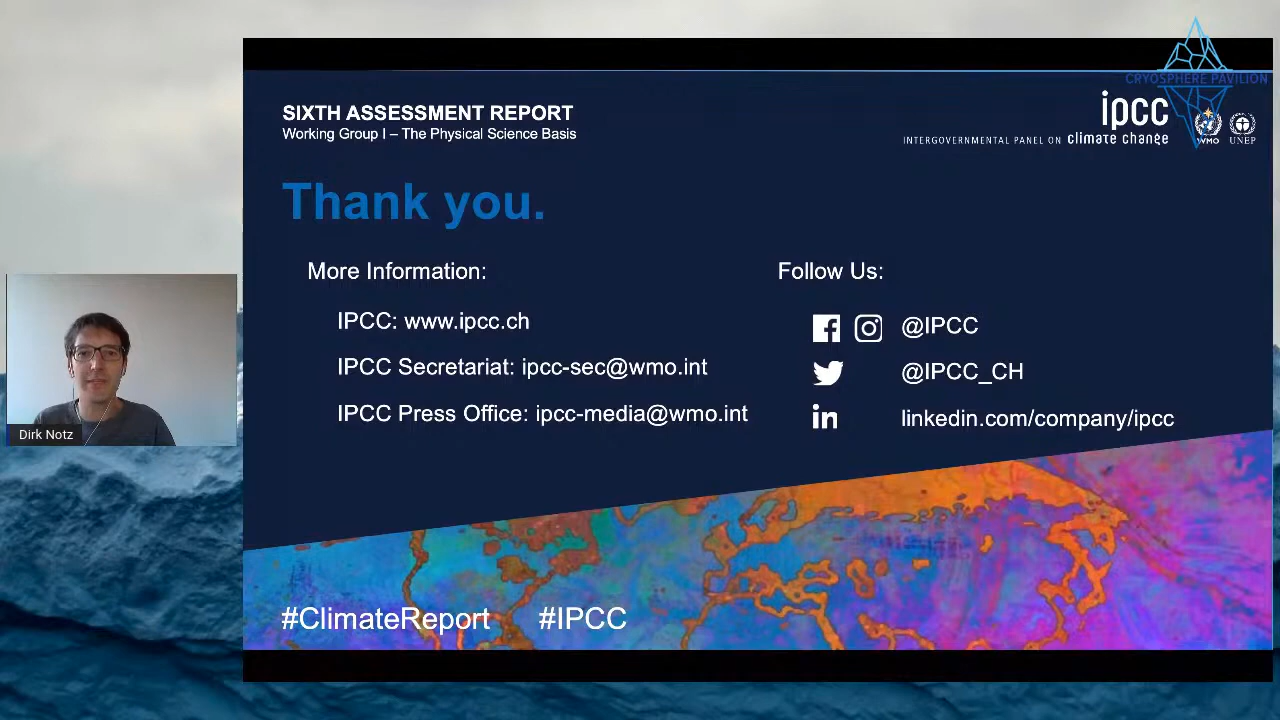 CRYOSPHERE PAVILION
SIXTH ASSESSMENT REPORT
Working Group I – The Physical Science Basis
ipcc
INTERGOVERNMENTAL PANEL ON climate change
WMO
UNEP
Thank you.
More Information:
IPCC: www.ipcc.ch
IPCC Secretariat: ipcc-sec@wmo.int
IPCC Press Office: ipcc-media@wmo.int
Follow Us:
@IPCC
@IPCC_CH
in
linkedin.com/company/ipcc
Dirk Notz
#ClimateReport #IPCC